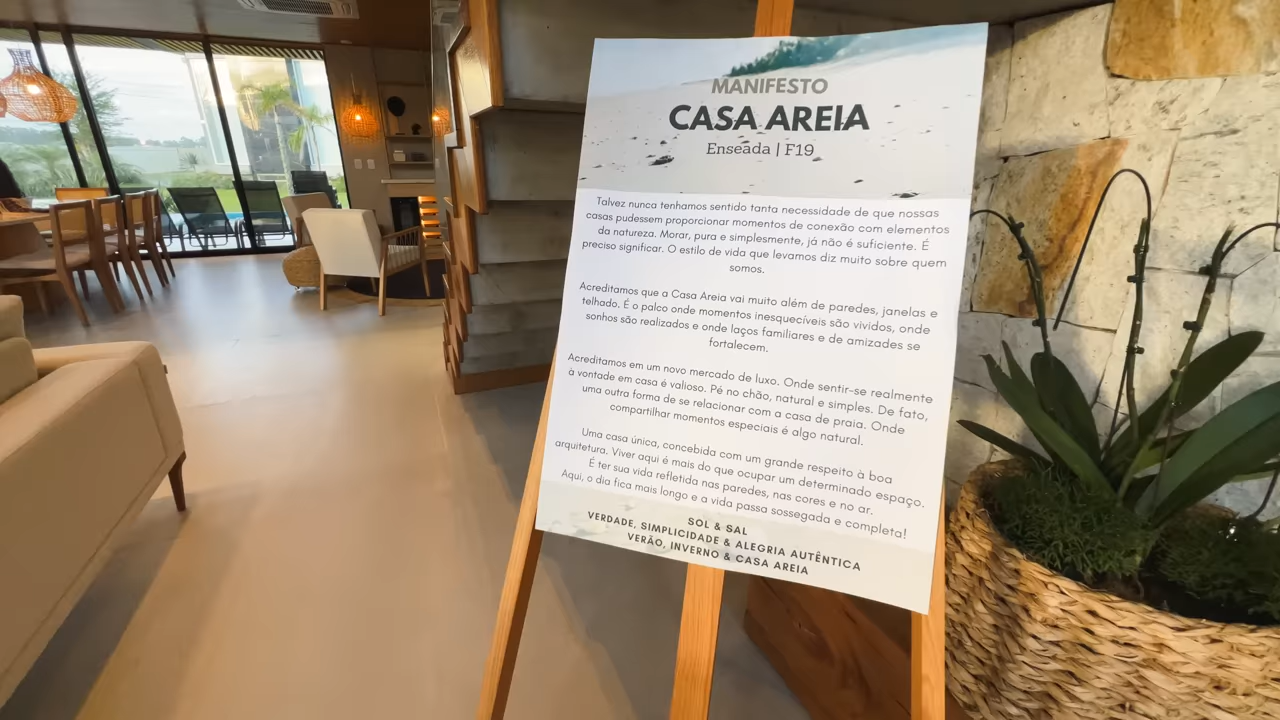 MANIFESTO
CASA AREIA
Enseada | F19
Talvez nunca tenhamos sentido tanta necessidade de que nossas
casas pudessem proporcionar momentos de conexão com elementos
da natureza. Morar, pura e simplesmente, já não é suficiente. É
preciso significar. O estilo de vida que levamos diz muito sobre quem
somos.
Acreditamos que a Casa Areia vai muito além de paredes, janelas e
telhado. É o palco onde momentos inesquecíveis são vividos, onde
sonhos são realizados e onde laços familiares e de amizades se
fortalecem.
Acreditamos em um novo mercado de luxo. Onde sentir-se realmente
à vontade em casa é valioso. Pé no chão, natural e simples. De fato,
uma outra forma de se relacionar com a casa de praia. Onde
compartilhar momentos especiais é algo natural.
Uma casa única, concebida com um grande respeito à boa
arquitetura. Viver aqui é mais do que ocupar um determinado espaço.
É ter sua vida refletida nas paredes, nas cores e no ar.
Aqui, o dia fica mais longo e a vida passa sossegada e completa!
SOL & SAL
VERDADE, SIMPLICIDADE & ALEGRIA AUTÊNTICA
VERÃO, INVERNO & CASA AREIA